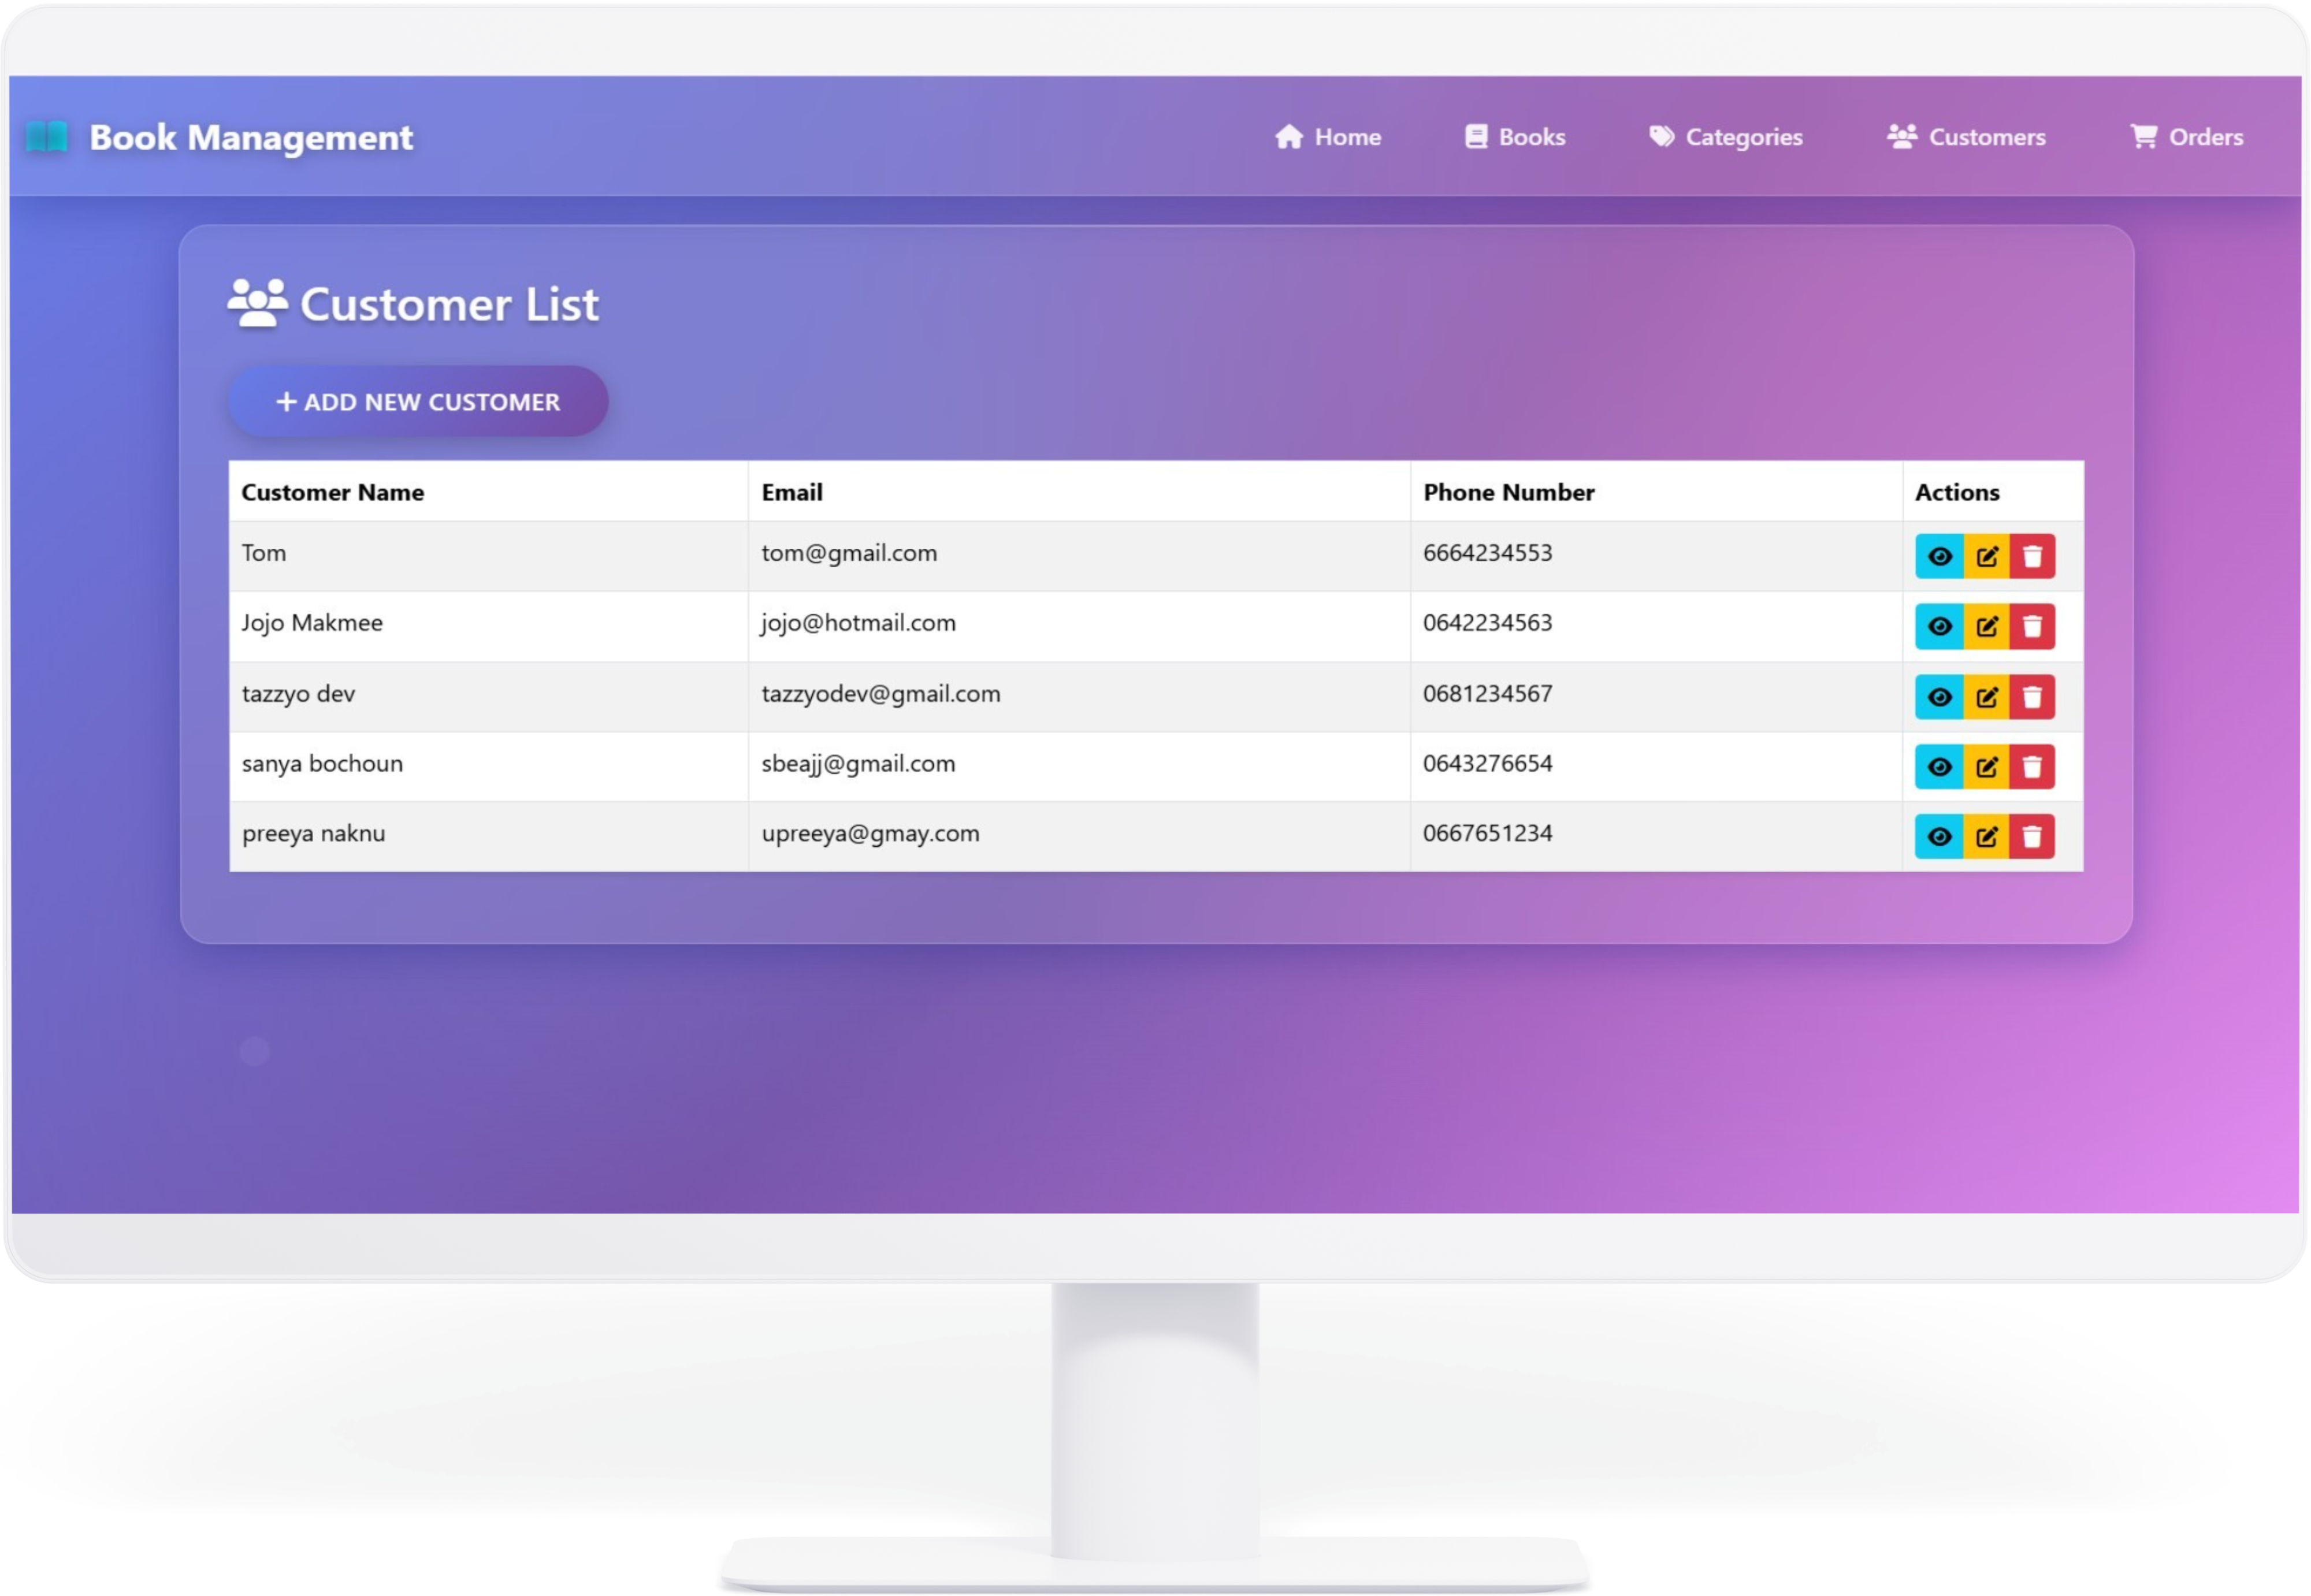 Book Management
Home Books Categories Customers Orders
Customer List
+ ADD NEW CUSTOMER
Customer Name Email Phone Number Actions
Tom tom@gmail.com 6664234553
Jojo Makmee jojo@hotmail.com 0642234563
tazzyo dev tazzyodev@gmail.com 0681234567
sanya bochoun sbeajj@gmail.com 0643276654
preeya naknu upreeya@gmay.com 0667651234